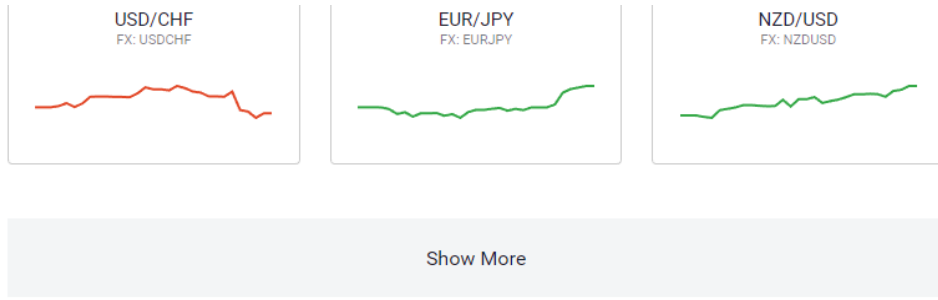 USD/CHF
FX: USDCHF
EUR/JPY
FX: EURJPY
NZD/USD
FX: NZDUSD
Show More